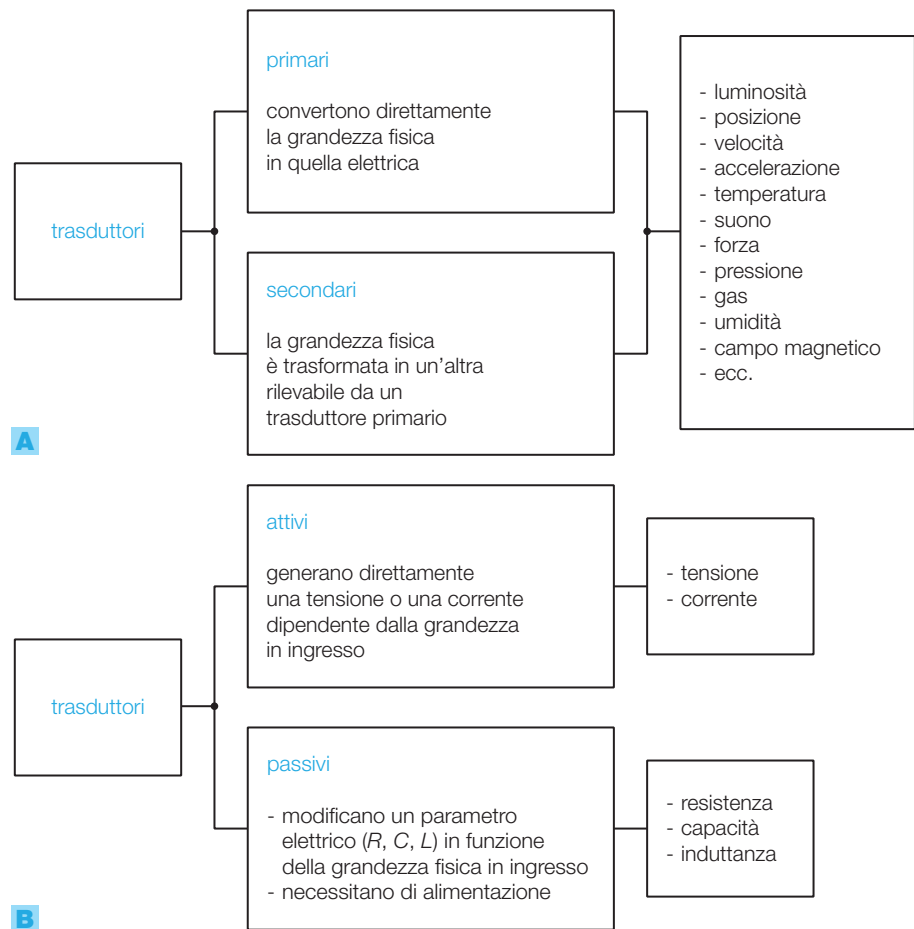 trasduttori
primari
convertono direttamente
la grandezza fisica
in quella elettrica
secondari
la grandezza fisica
è trasformata in un'altra
rilevabile da un
trasduttore primario
- luminosità
- posizione
- velocità
- accelerazione
- temperatura
- suono
- forza
- pressione
- gas
- umidità
- campo magnetico
- ecc.
A
trasduttori
attivi
generano direttamente
una tensione o una corrente
dipendente dalla grandezza
in ingresso
- tensione
- corrente
passivi
- modificano un parametro
elettrico (R, C, L) in funzione
della grandezza fisica in ingresso
- necessitano di alimentazione
- resistenza
- capacità
- induttanza
B